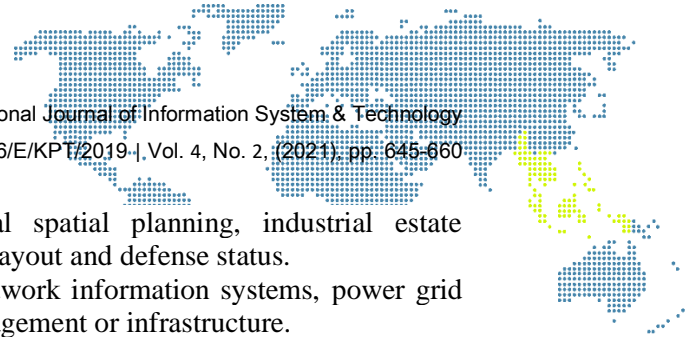 onal Journal of Information System & Technology
6/E/KPT/2019 | Vol. 4, No. 2, (2021), pp. 645-660
al spatial planning, industrial estate
ayout and defense status.
work information systems, power grid
gement or infrastructure.